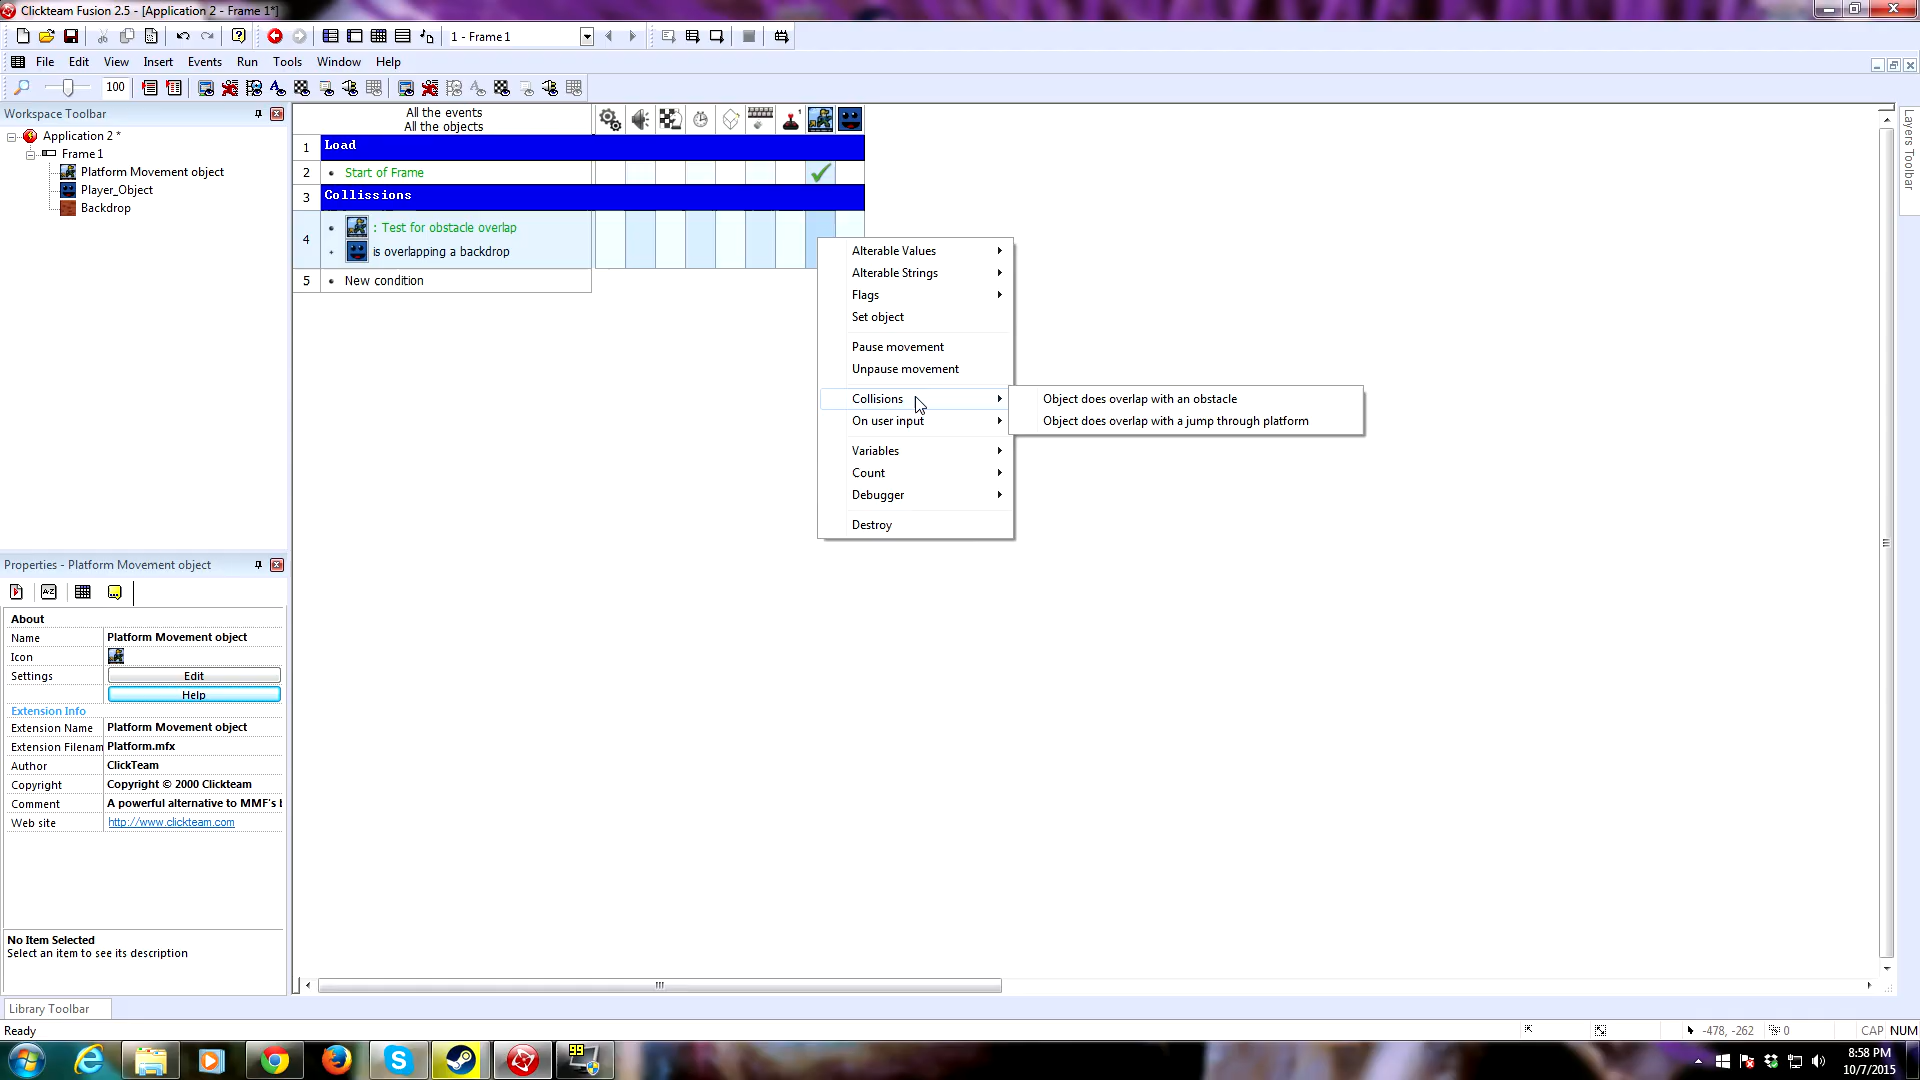 Clickteam Fusion 2.5 - [Application 2 - Frame 1*]
1 - Frame 1
File Edit View Insert Events Run Tools Window Help
100
Workspace Toolbar
Application 2 *
Frame 1
Platform Movement object
Player_Object
Backdrop
All the events
All the objects
1 Load
2 Start of Frame
3 Collissions
4 : Test for obstacle overlap
is overlapping a backdrop
5 New condition
Alterable Values
Alterable Strings
Flags
Set object
Pause movement
Unpause movement
Collisions
On user input
Variables
Count
Debugger
Destroy
Object does overlap with an obstacle
Object does overlap with a jump through platform
Layers Toolbar
Properties - Platform Movement object
About
Name Platform Movement object
Icon
Settings Edit
Help
Extension Info
Extension Name Platform Movement object
Extension Filenam Platform.mfx
Author ClickTeam
Copyright Copyright © 2000 Clickteam
Comment A powerful alternative to MMF's b
Web site http://www.clickteam.com
No Item Selected
Select an item to see its description
Library Toolbar
Ready
-478, -262
0
CAP NUM
99
8:58 PM
10/7/2015